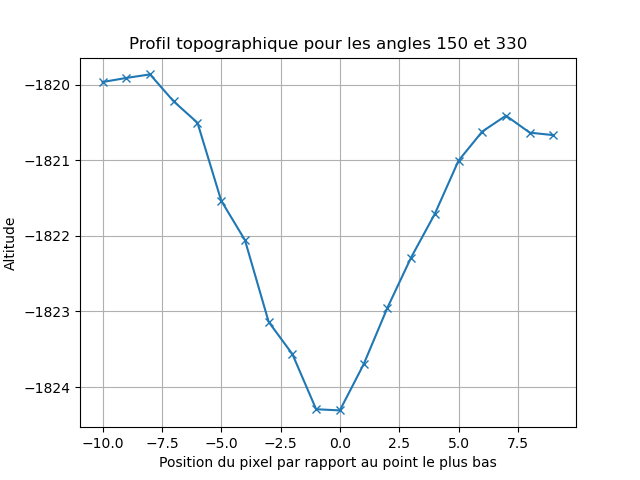 Profil topographique pour les angles 150 et 330
−1820
−1821
−1822
−1823
−1824
Altitude
−10.0 −7.5 −5.0 −2.5 0.0 2.5 5.0 7.5
Position du pixel par rapport au point le plus bas